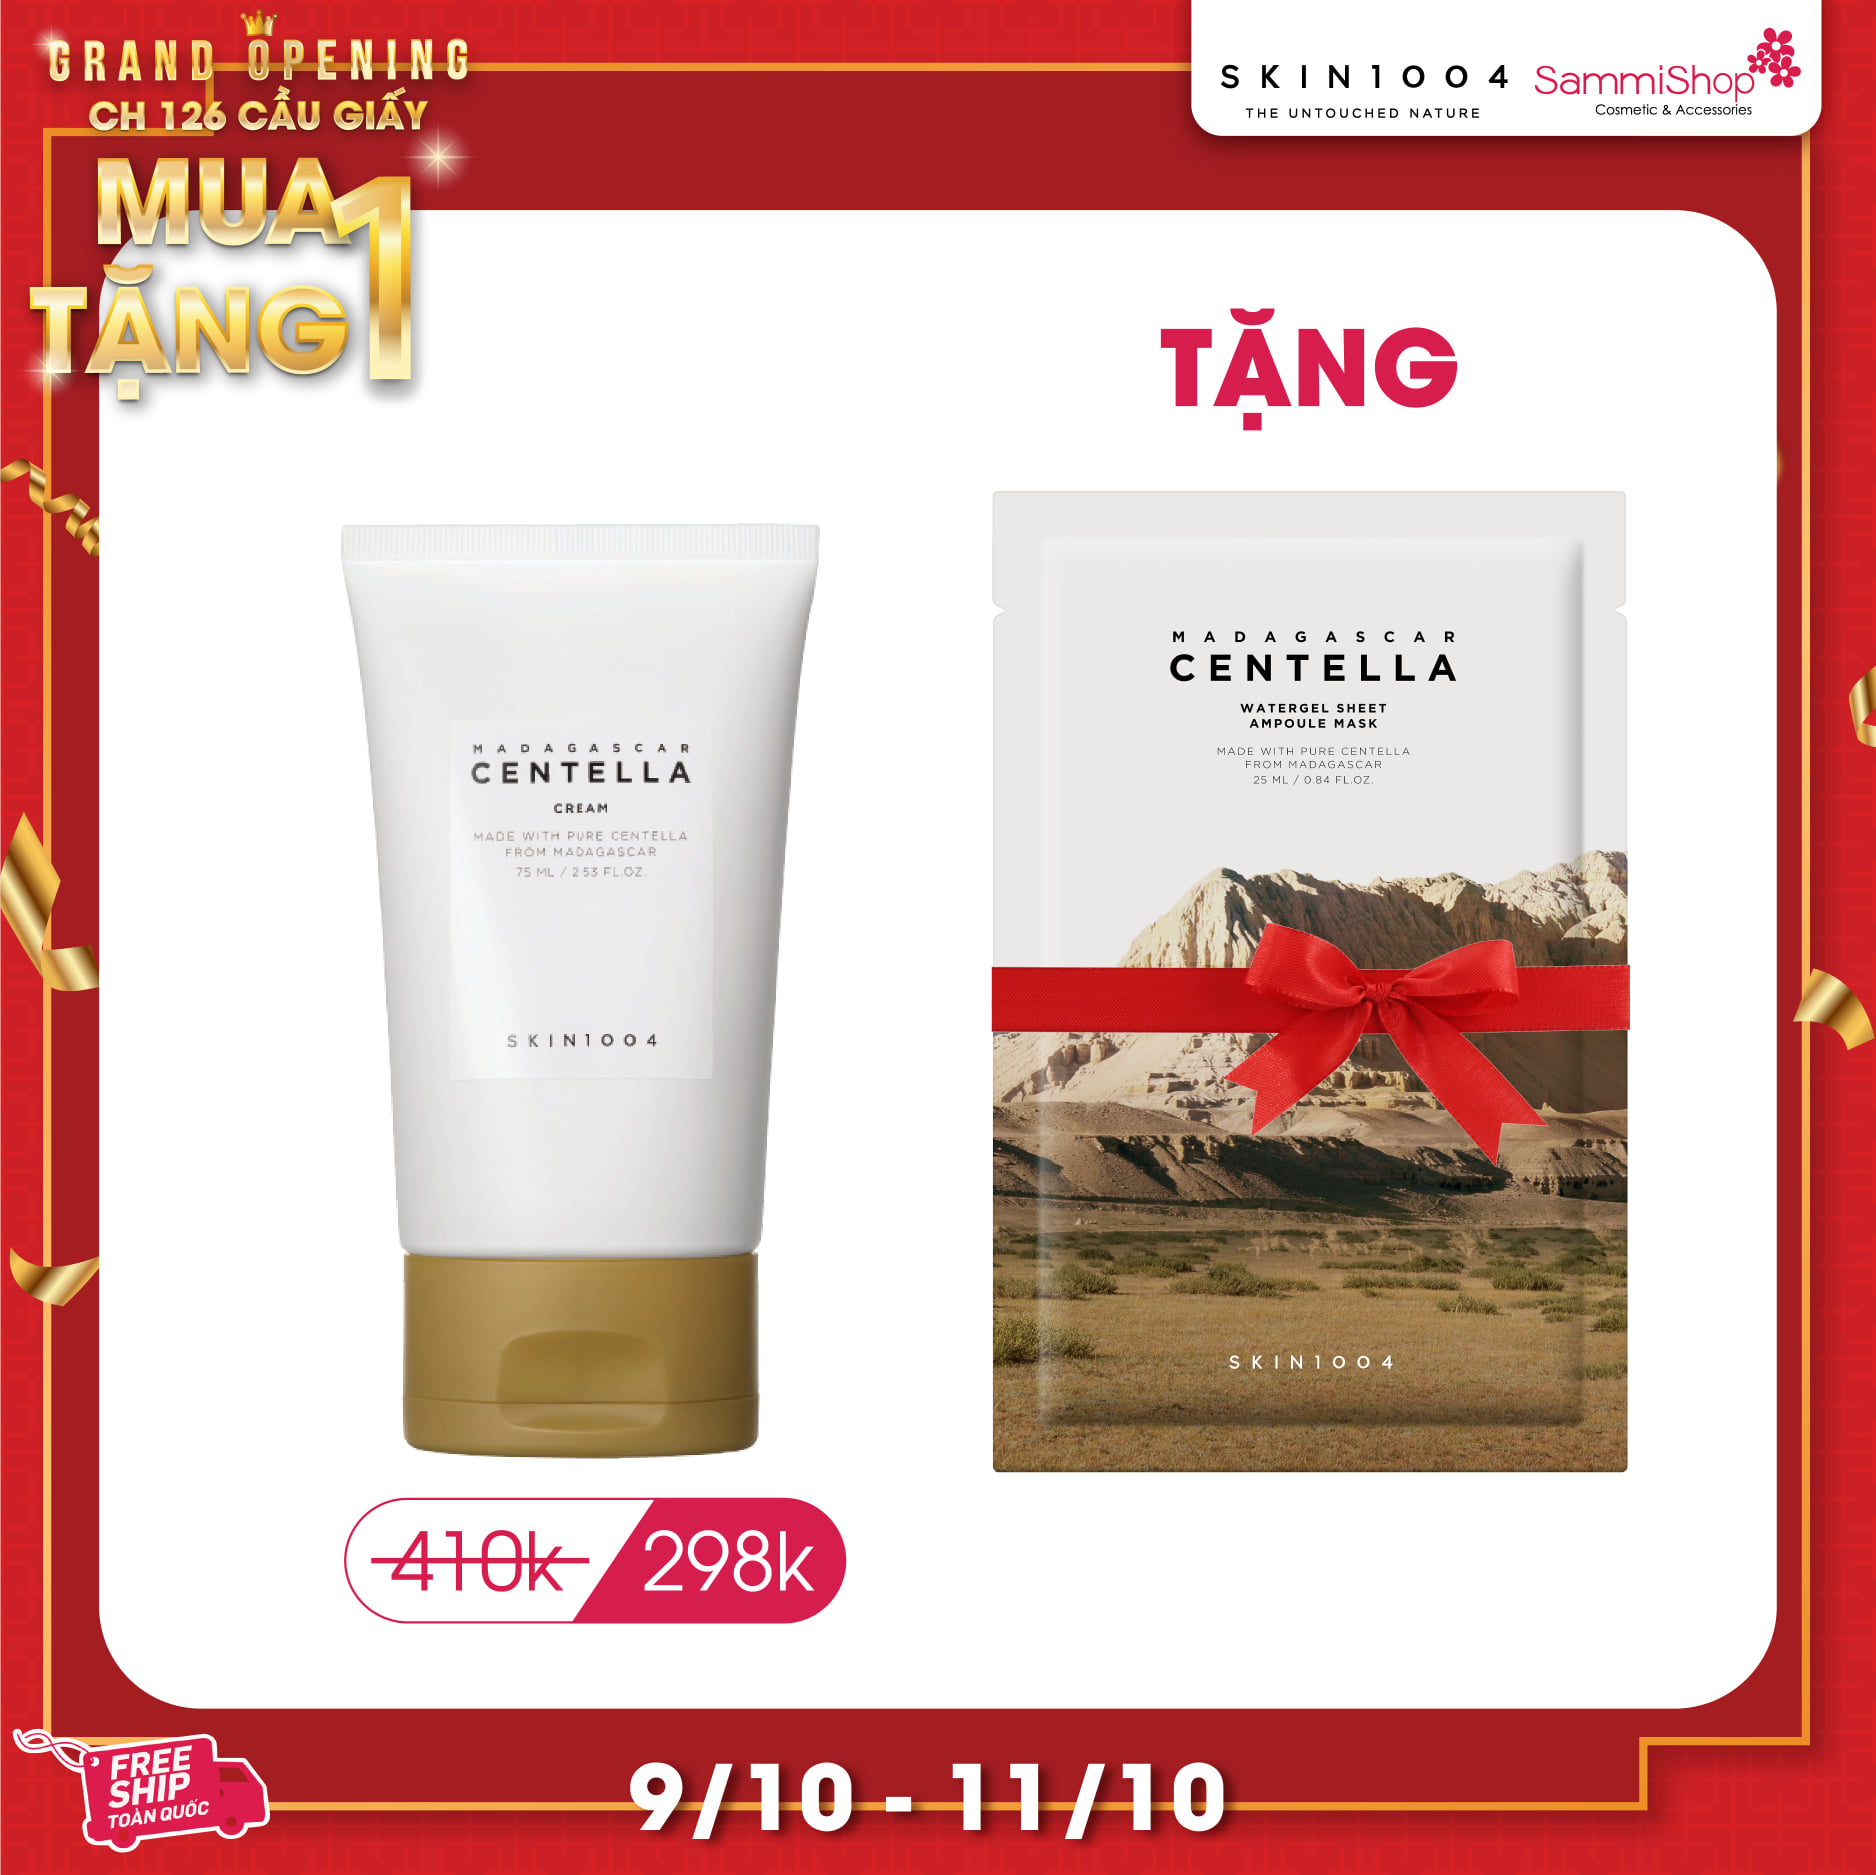 GRAND OPENING
CH 126 CẦU GIẤY
MUA 1
TẶNG 1
SKIN1004
THE UNTOUCHED NATURE
SammiShop
Cosmetic & Accessories
TẶNG
MADAGASCAR
CENTELLA
CREAM
MADE WITH PURE CENTELLA
FROM MADAGASCAR
75 ML / 2 53 FL.OZ.
SKIN1004
MADAGASCAR
CENTELLA
WATERGEL SHEET
AMPOULE MASK
MADE WITH PURE CENTELLA
FROM MADAGASCAR
25 ML / 0.84 FL.OZ.
SKIN1004
410k 298k
FREE
SHIP
TOÀN QUỐC
9/10 - 11/10